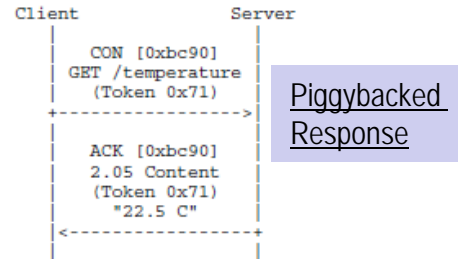 Client Server
CON [0xbc90]
GET /temperature
(Token 0x71)
Piggybacked
Response
ACK [0xbc90]
2.05 Content
(Token 0x71)
"22.5 C"